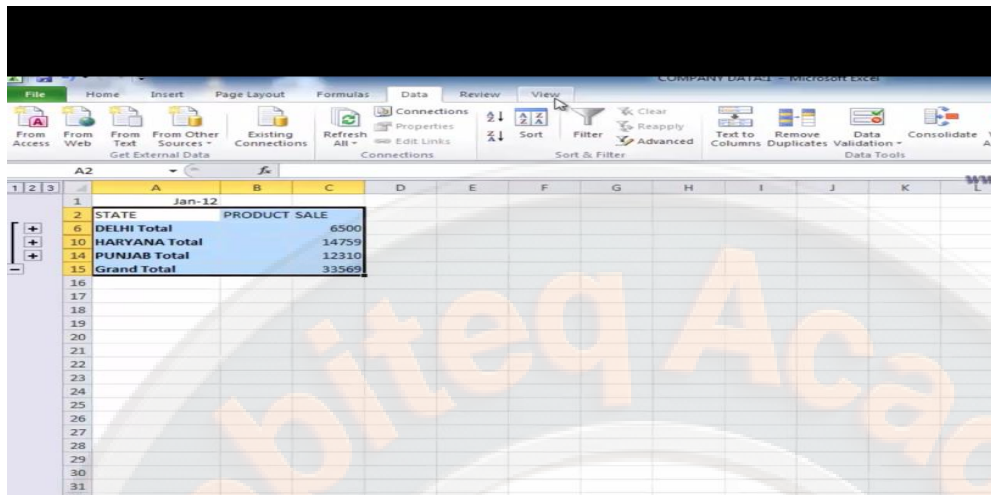 COMPANY DATA1 - Microsoft Excel
File Home Insert Page Layout Formulas Data Review View
From Access From Web From Text From Other Sources Existing Connections
Get External Data
Refresh All Connections Properties Edit Links
Connections
Sort Filter Clear Reapply Advanced
Sort & Filter
Text to Columns Remove Duplicates Data Validation Consolidate
Data Tools
A2 fx
1 2 3 A B C D E F G H I J K L
1 Jan-12
2 STATE PRODUCT SALE
6 DELHI Total 6500
10 HARYANA Total 14759
14 PUNJAB Total 12310
15 Grand Total 33569
16
17
18
19
20
21
22
23
24
25
26
27
28
29
30
31